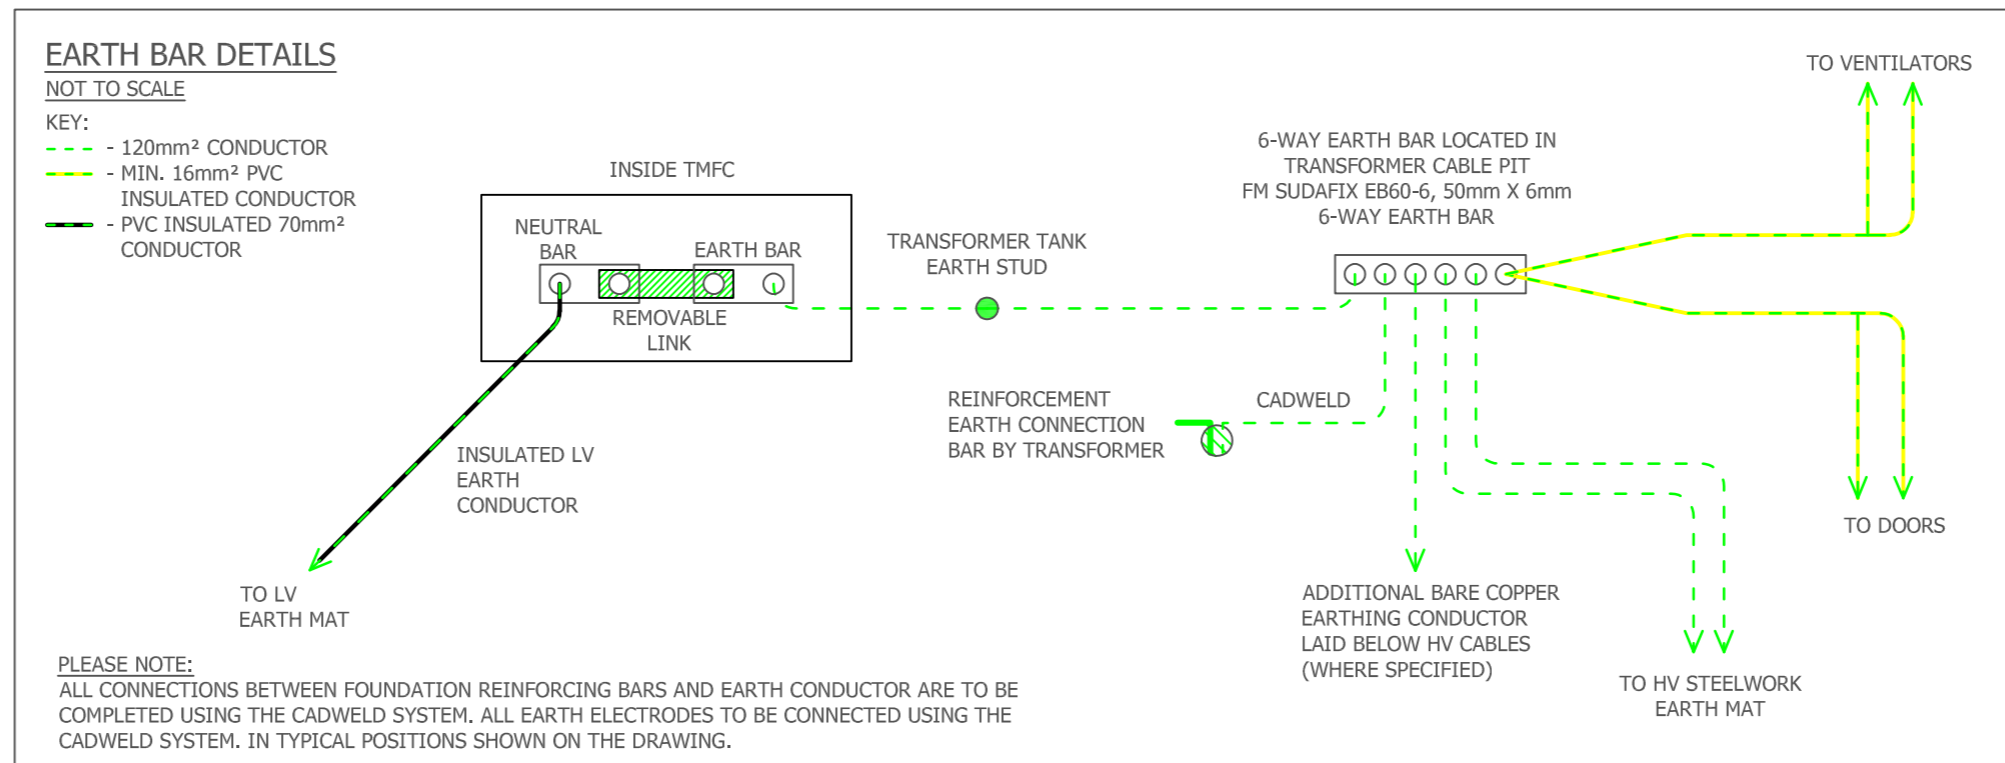 EARTH BAR DETAILS
NOT TO SCALE
KEY:
- 120mm² CONDUCTOR
- MIN. 16mm² PVC
INSULATED CONDUCTOR
- PVC INSULATED 70mm²
CONDUCTOR
INSIDE TMFC
NEUTRAL
BAR
EARTH BAR
REMOVABLE
LINK
TRANSFORMER TANK
EARTH STUD
6-WAY EARTH BAR LOCATED IN
TRANSFORMER CABLE PIT
FM SUDAFIX EB60-6, 50mm X 6mm
6-WAY EARTH BAR
TO VENTILATORS
REINFORCEMENT
EARTH CONNECTION
BAR BY TRANSFORMER
CADWELD
INSULATED LV
EARTH
CONDUCTOR
TO DOORS
TO LV
EARTH MAT
ADDITIONAL BARE COPPER
EARTHING CONDUCTOR
LAID BELOW HV CABLES
(WHERE SPECIFIED)
TO HV STEELWORK
EARTH MAT
PLEASE NOTE:
ALL CONNECTIONS BETWEEN FOUNDATION REINFORCING BARS AND EARTH CONDUCTOR ARE TO BE
COMPLETED USING THE CADWELD SYSTEM. ALL EARTH ELECTRODES TO BE CONNECTED USING THE
CADWELD SYSTEM. IN TYPICAL POSITIONS SHOWN ON THE DRAWING.